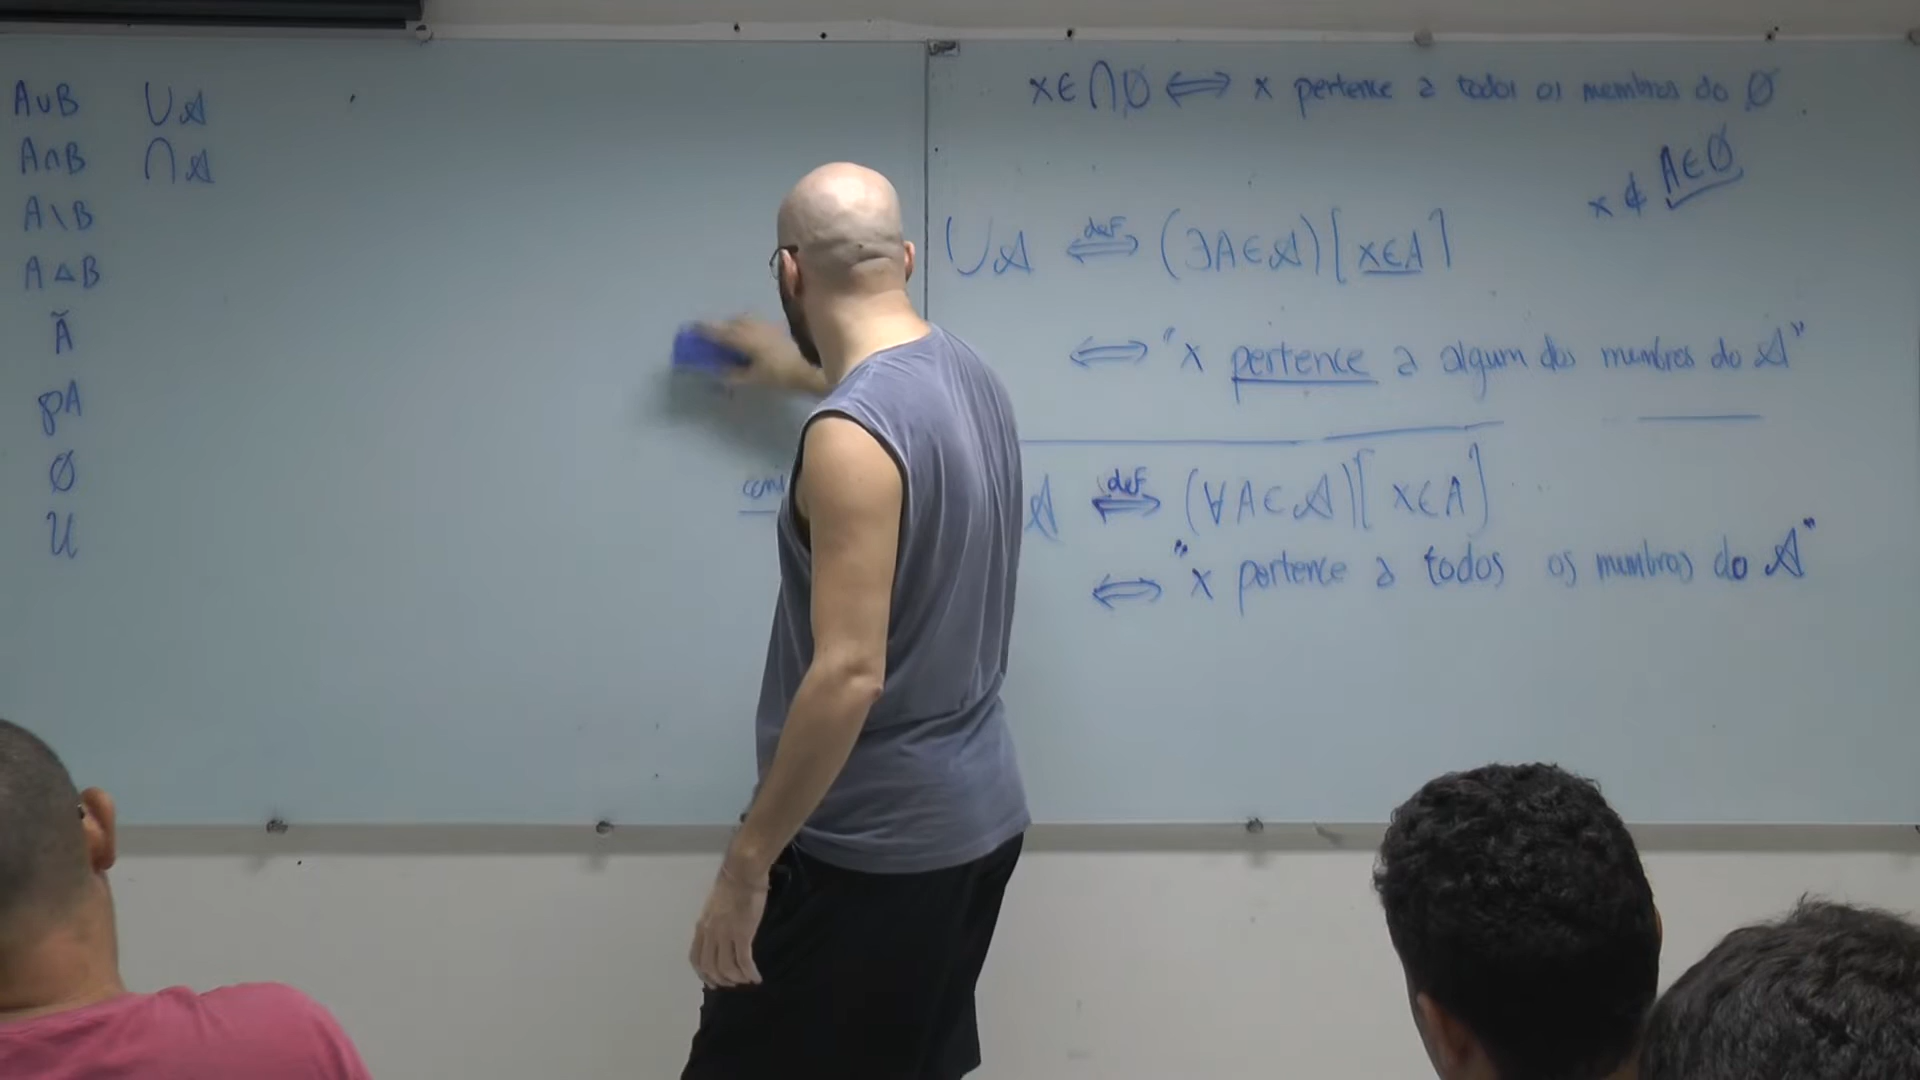 A∪B ∪𝒜
A∩B ∩𝒜
A\B
A△B
Ã
℘A
∅
𝒰
x∈∩∅ ⟺ x pertence a todos os membros do ∅
x ∉ A∈∅
∪𝒜 ⟺def (∃A∈𝒜)[x∈A]
⟺ "x pertence a algum dos membros do 𝒜"
𝒜 ⟺def (∀A∈𝒜)[x∈A]
⟺ "x pertence a todos os membros do 𝒜"